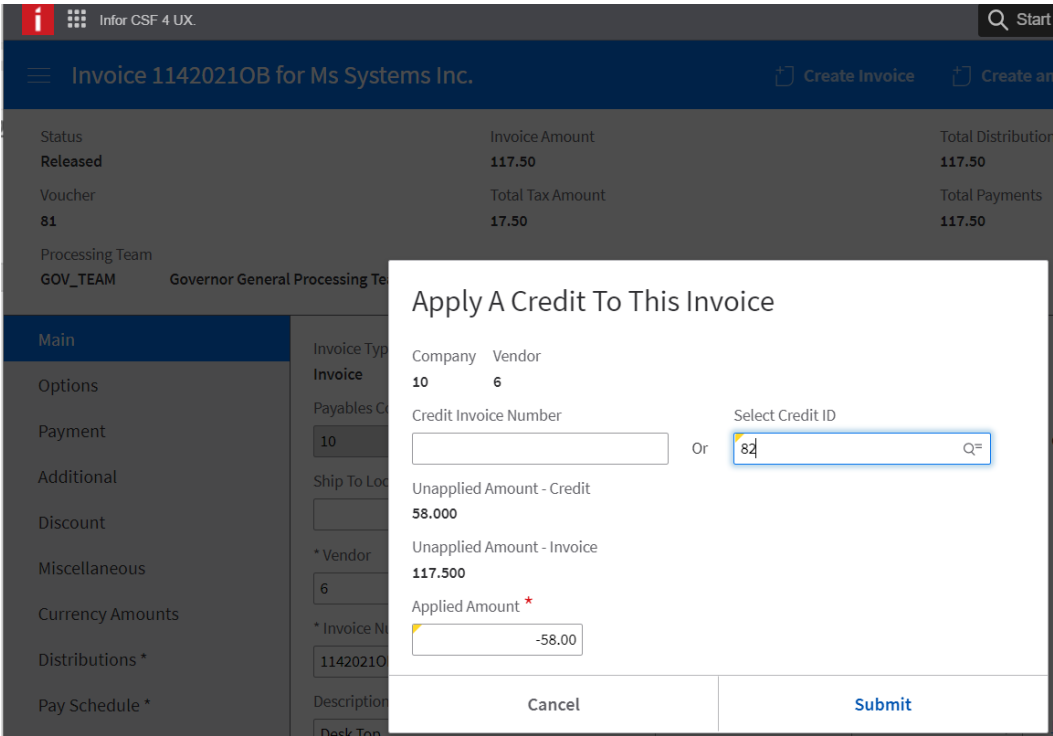 Infor CSF 4 UX.
Start
Invoice 1142021OB for Ms Systems Inc.
Create Invoice
Create an
Status
Invoice Amount
Total Distribution
Released
117.50
117.50
Voucher
Total Tax Amount
Total Payments
81
17.50
117.50
Processing Team
GOV_TEAM
Governor General Processing Te
Apply A Credit To This Invoice
Company Vendor
10 6
Credit Invoice Number
Select Credit ID
Or
82
Unapplied Amount - Credit
58.000
Unapplied Amount - Invoice
117.500
Applied Amount *
-58.00
Cancel
Submit
Main
Options
Payment
Additional
Discount
Miscellaneous
Currency Amounts
Distributions *
Pay Schedule *
Invoice Typ
Invoice
Payables Co
10
Ship To Loc
* Vendor
6
* Invoice Nu
1142021O
Description
Desk Top